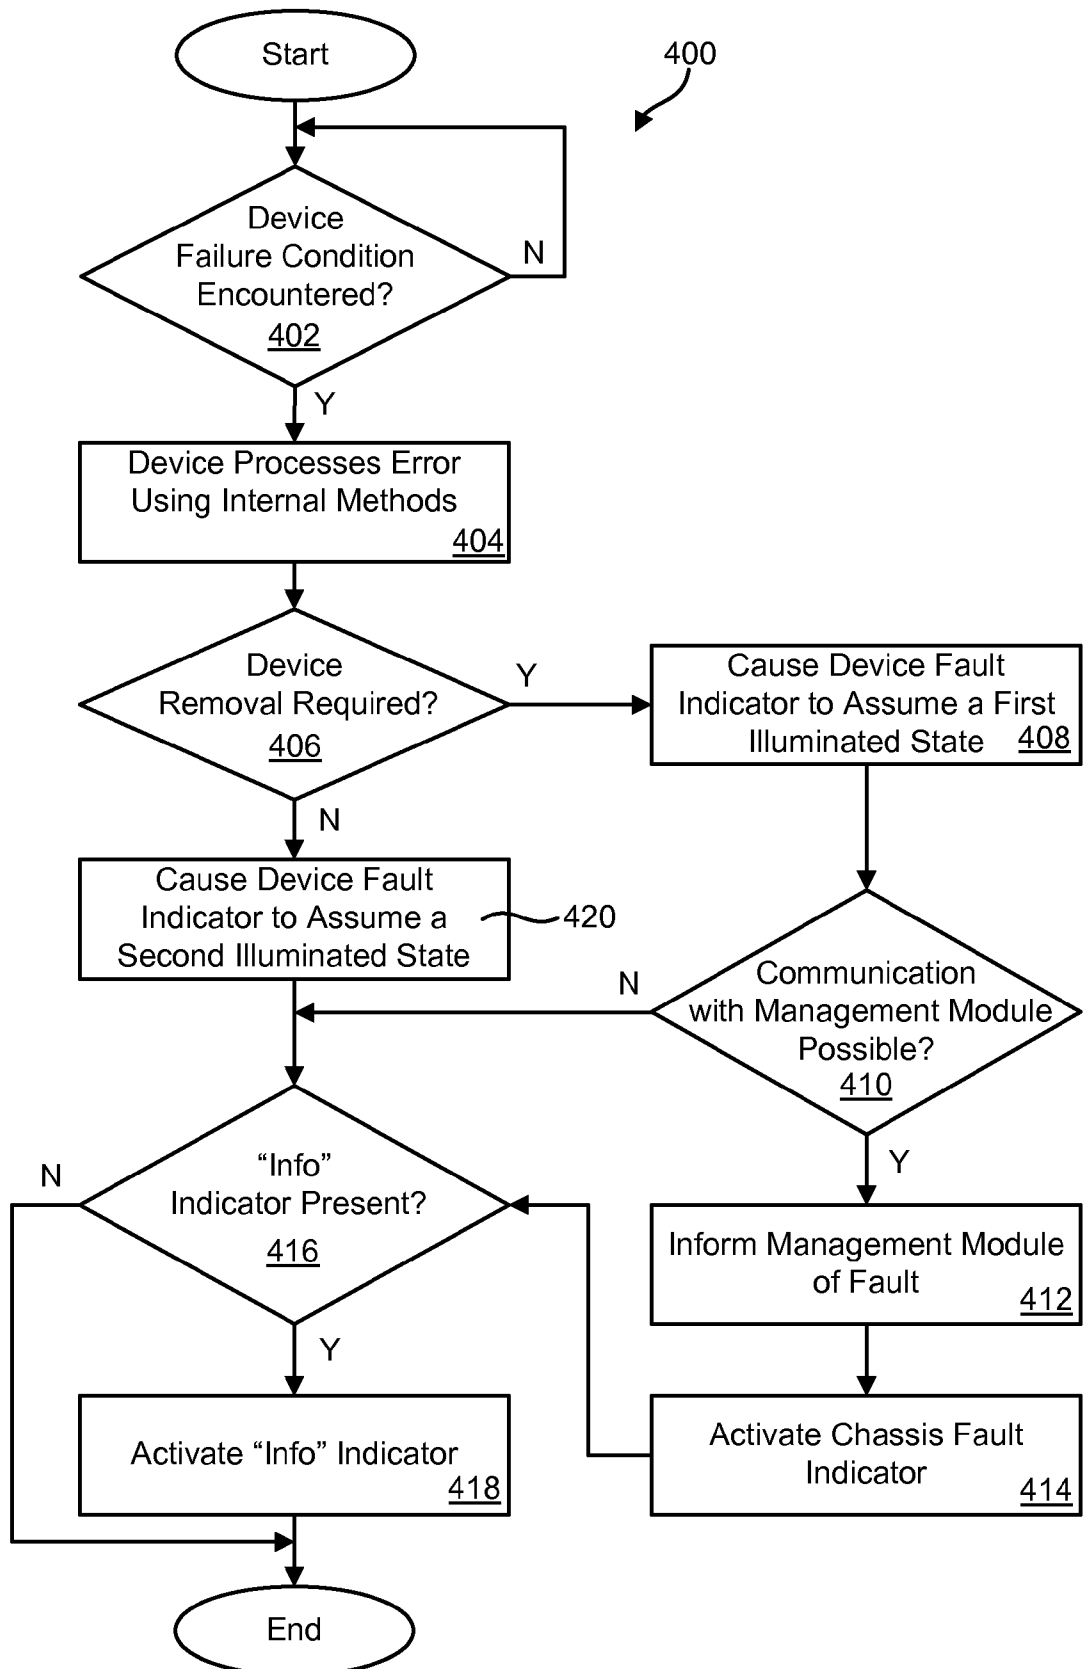 Start
400
Device
Failure Condition
Encountered?
402
N
Y
Device Processes Error
Using Internal Methods
404
Device
Removal Required?
406
Y
N
Cause Device Fault
Indicator to Assume a First
Illuminated State 408
Cause Device Fault
Indicator to Assume a
Second Illuminated State
420
Communication
with Management Module
Possible?
410
N
Y
“Info”
Indicator Present?
416
N
Y
Inform Management Module
of Fault
412
Activate Chassis Fault
Indicator
414
Activate “Info” Indicator
418
End